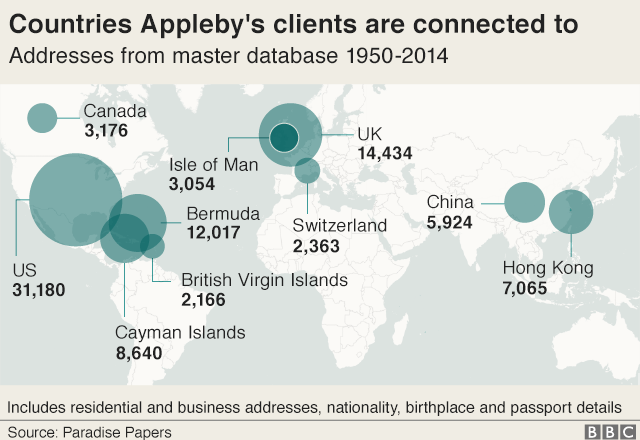 Countries Appleby's clients are connected to
Addresses from master database 1950-2014
Canada
3,176
UK
14,434
Isle of Man
3,054
Bermuda
12,017
Switzerland
2,363
China
5,924
US
31,180
British Virgin Islands
2,166
Hong Kong
7,065
Cayman Islands
8,640
Includes residential and business addresses, nationality, birthplace and passport details
Source: Paradise Papers
BBC